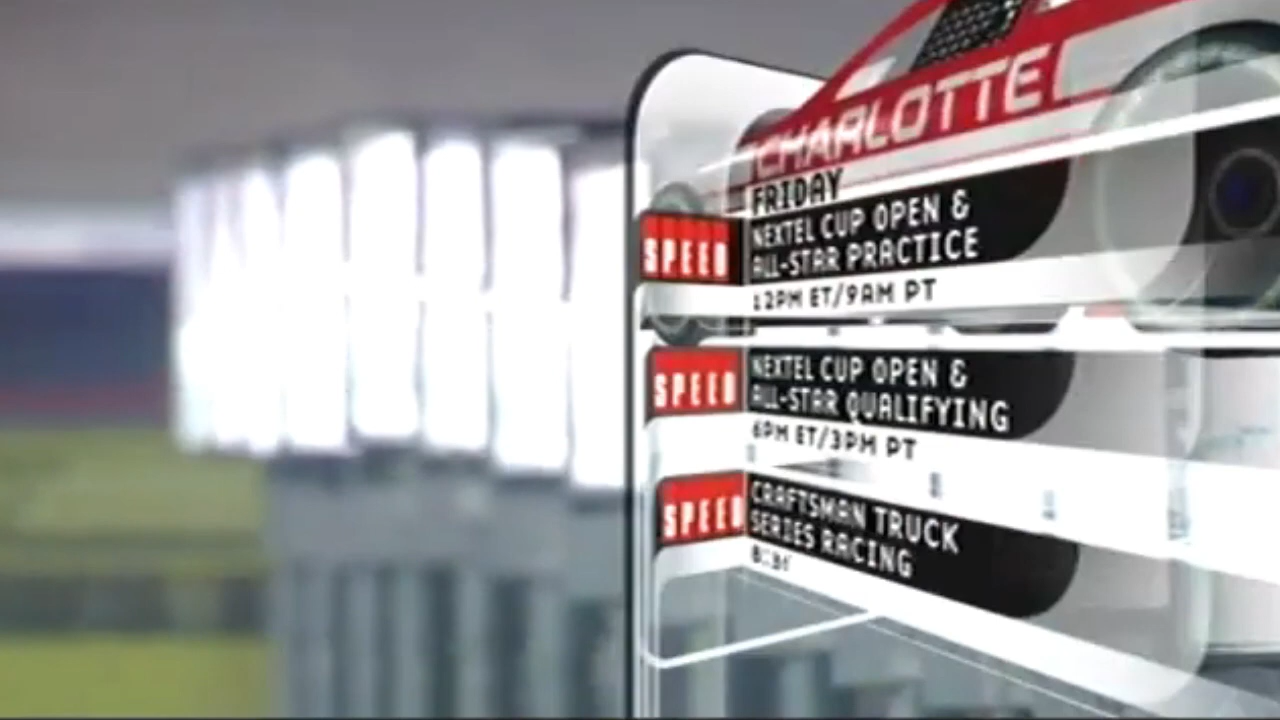 CHARLOTTE
FRIDAY
SPEED
NEXTEL CUP OPEN &
ALL-STAR PRACTICE
12PM ET/9AM PT
SPEED
NEXTEL CUP OPEN &
ALL-STAR QUALIFYING
6PM ET/3PM PT
SPEED
CRAFTSMAN TRUCK
SERIES RACING